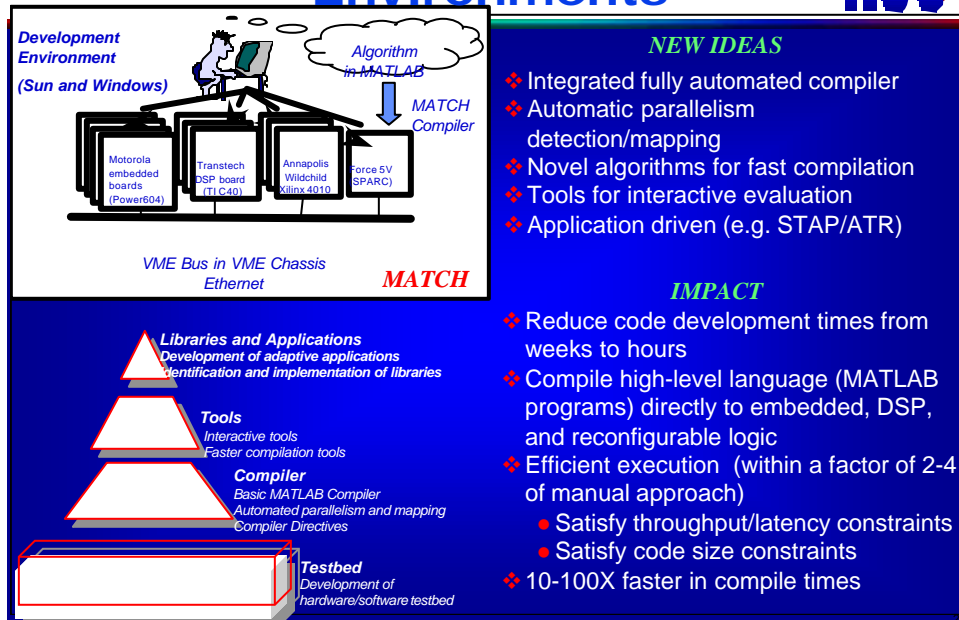 Environments
Development
Environment
(Sun and Windows)
Algorithm
in MATLAB
MATCH
Compiler
Motorola
embedded
boards
(Power604)
Transtech
DSP board
(TI C40)
Annapolis
Wildchild
Xilinx 4010
Force 5V
SPARC)
VME Bus in VME Chassis
Ethernet
MATCH
Libraries and Applications
Development of adaptive applications
Identification and implementation of libraries
Tools
Interactive tools
Faster compilation tools
Compiler
Basic MATLAB Compiler
Automated parallelism and mapping
Compiler Directives
Testbed
Development of
hardware/software testbed
NEW IDEAS
Integrated fully automated compiler
Automatic parallelism
detection/mapping
Novel algorithms for fast compilation
Tools for interactive evaluation
Application driven (e.g. STAP/ATR)
IMPACT
Reduce code development times from
weeks to hours
Compile high-level language (MATLAB
programs) directly to embedded, DSP,
and reconfigurable logic
Efficient execution (within a factor of 2-4
of manual approach)
Satisfy throughput/latency constraints
Satisfy code size constraints
10-100X faster in compile times